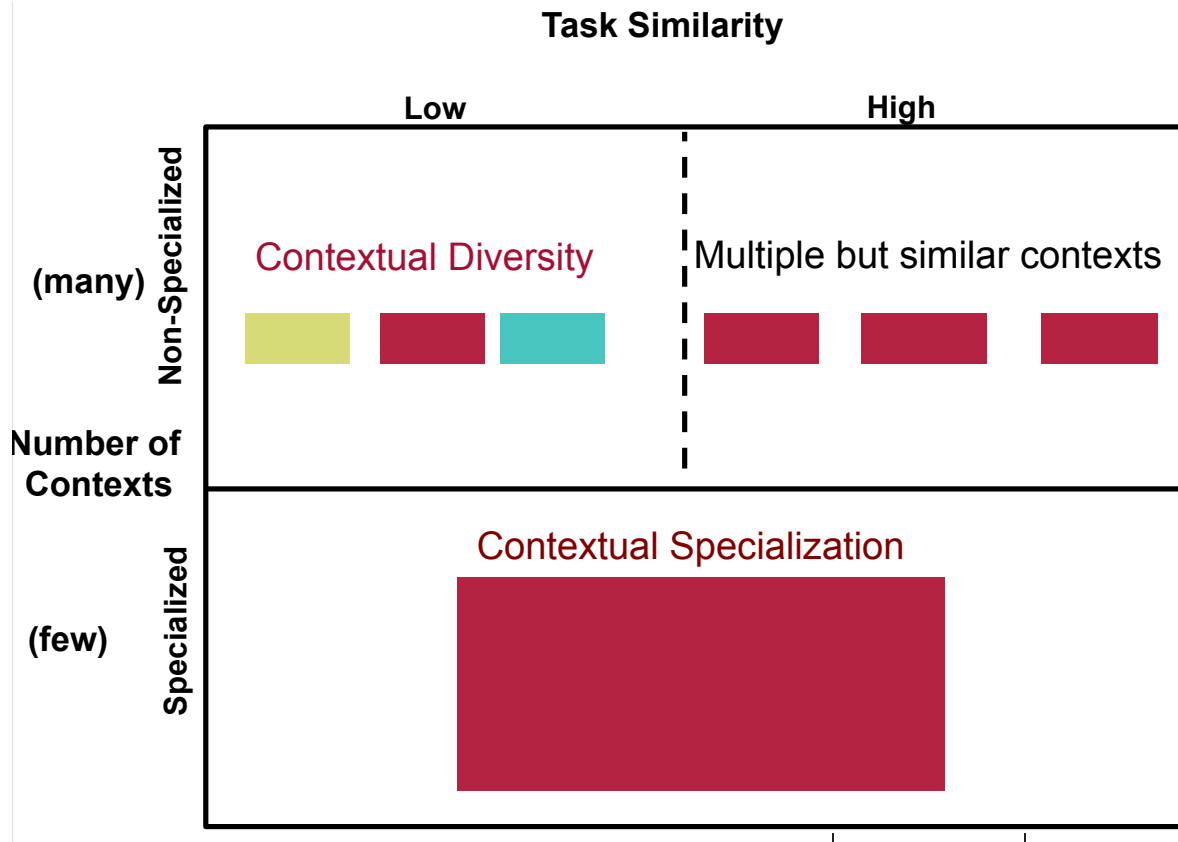 Task Similarity
Low
High
Non-Specialized
(many)
Contextual Diversity
Multiple but similar contexts
Number of
Contexts
Specialized
(few)
Contextual Specialization